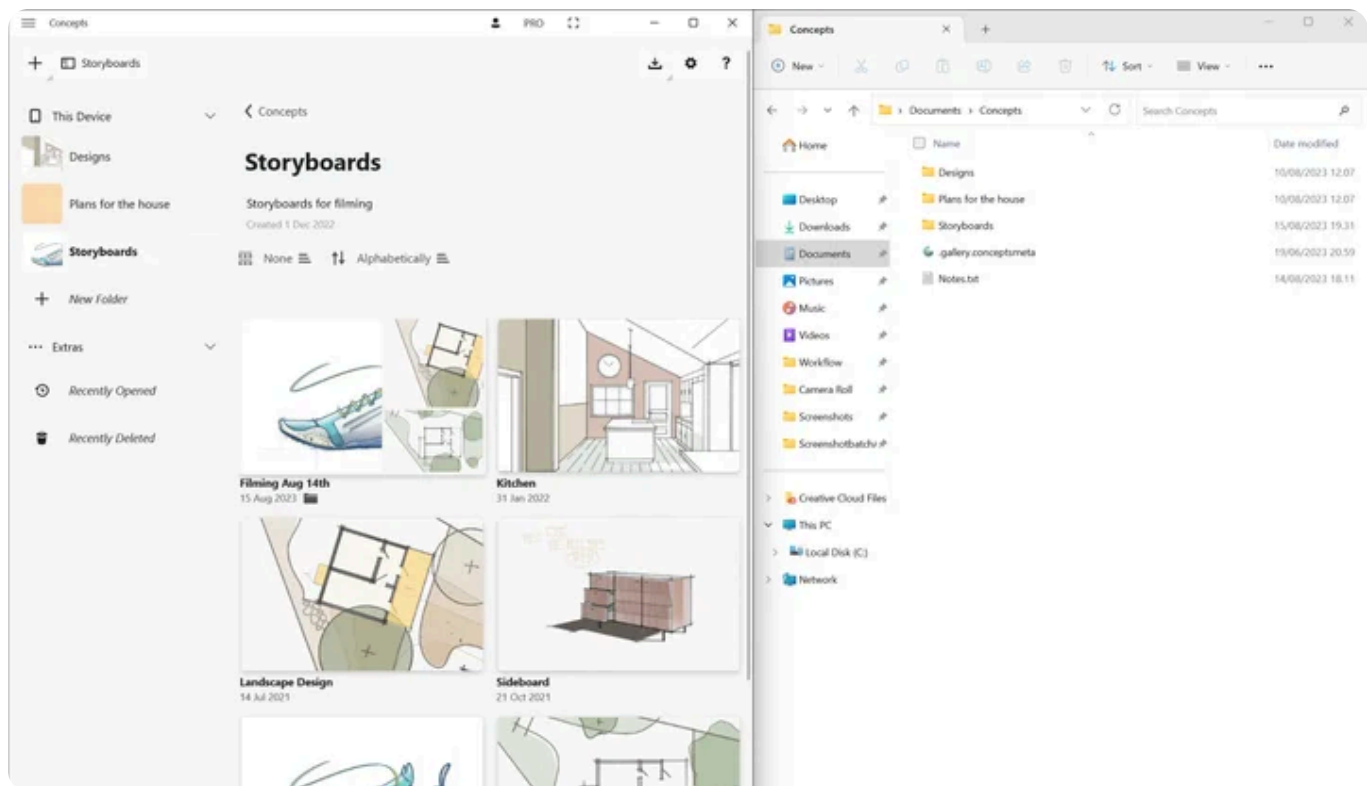 Concepts
PRO
Storyboards
?
This Device
Designs
Plans for the house
Storyboards
New Folder
Extras
Recently Opened
Recently Deleted
Concepts
Storyboards
Storyboards for filming
Created 1 Dec 2022
None
Alphabetically
Filming Aug 14th
15 Aug 2023
Kitchen
31 Jan 2022
Landscape Design
14 Jul 2021
Sideboard
21 Oct 2021
Concepts
New
Sort
View
Documents > Concepts
Search Concepts
Home
Desktop
Downloads
Documents
Pictures
Music
Videos
Workflow
Camera Roll
Screenshots
Screenshotbatch
Creative Cloud Files
This PC
Local Disk (C:)
Network
Name Date modified
Designs 10/08/2023 12.07
Plans for the house 10/08/2023 12.07
Storyboards 15/08/2023 19.31
.gallery.conceptsmeta 19/06/2023 20.59
Notes.txt 14/08/2023 18.11